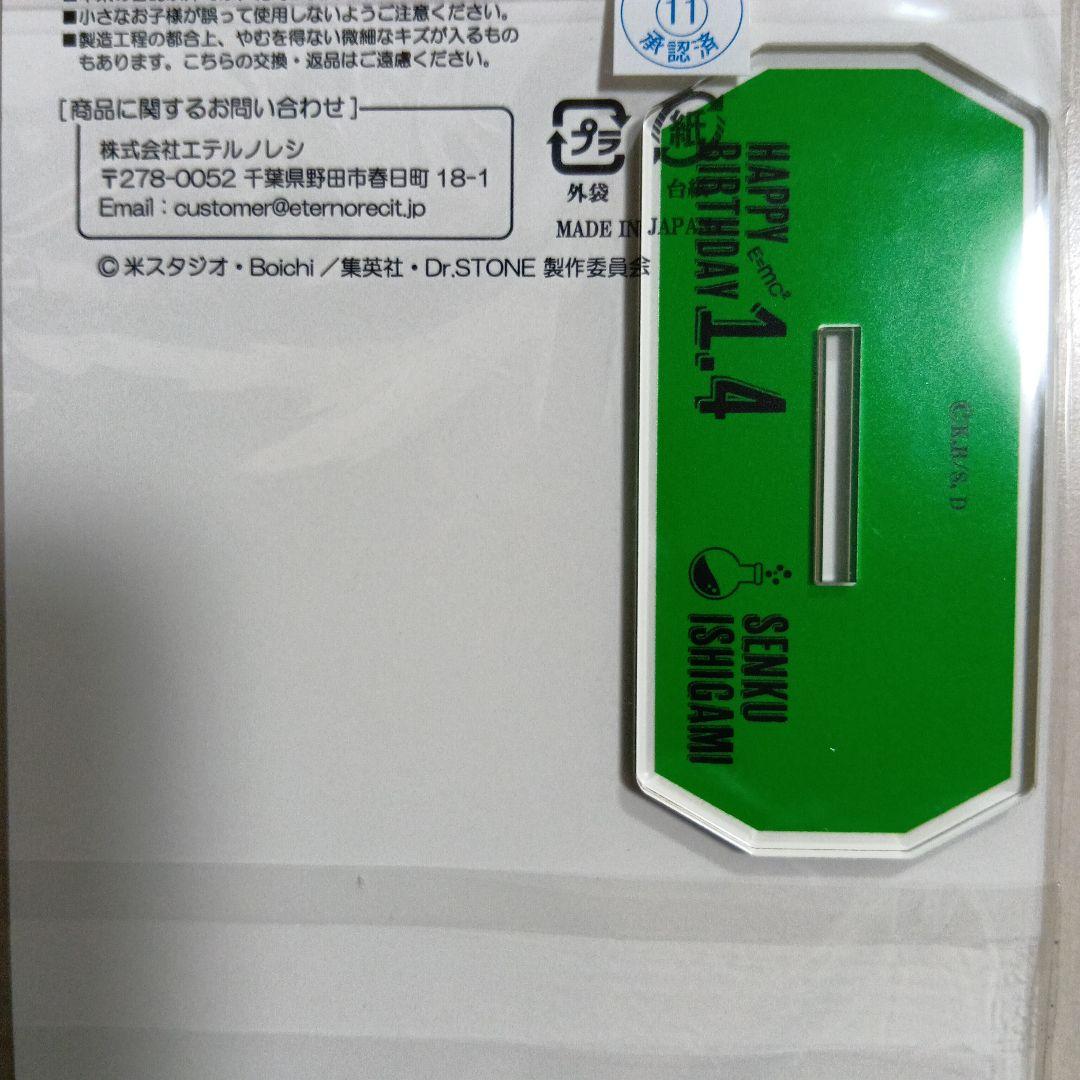 ■小さなお子様が誤って使用しないようご注意ください。
■製造工程の都合上、やむを得ない微細なキズが入るもの
もあります。こちらの交換・返品はご遠慮ください。
[商品に関するお問い合わせ]
株式会社エテルノレシ
〒278-0052 千葉県野田市春日町 18-1
Email：customer@eternorecit.jp
プラ
外袋
紙
台紙
MADE IN JAPAN
©米スタジオ・Boichi／集英社・Dr.STONE 製作委員会
11
承認済
HAPPY
BIRTHDAY
E=mc²
1.4
SENKU
ISHIGAMI
©K,B/S, D